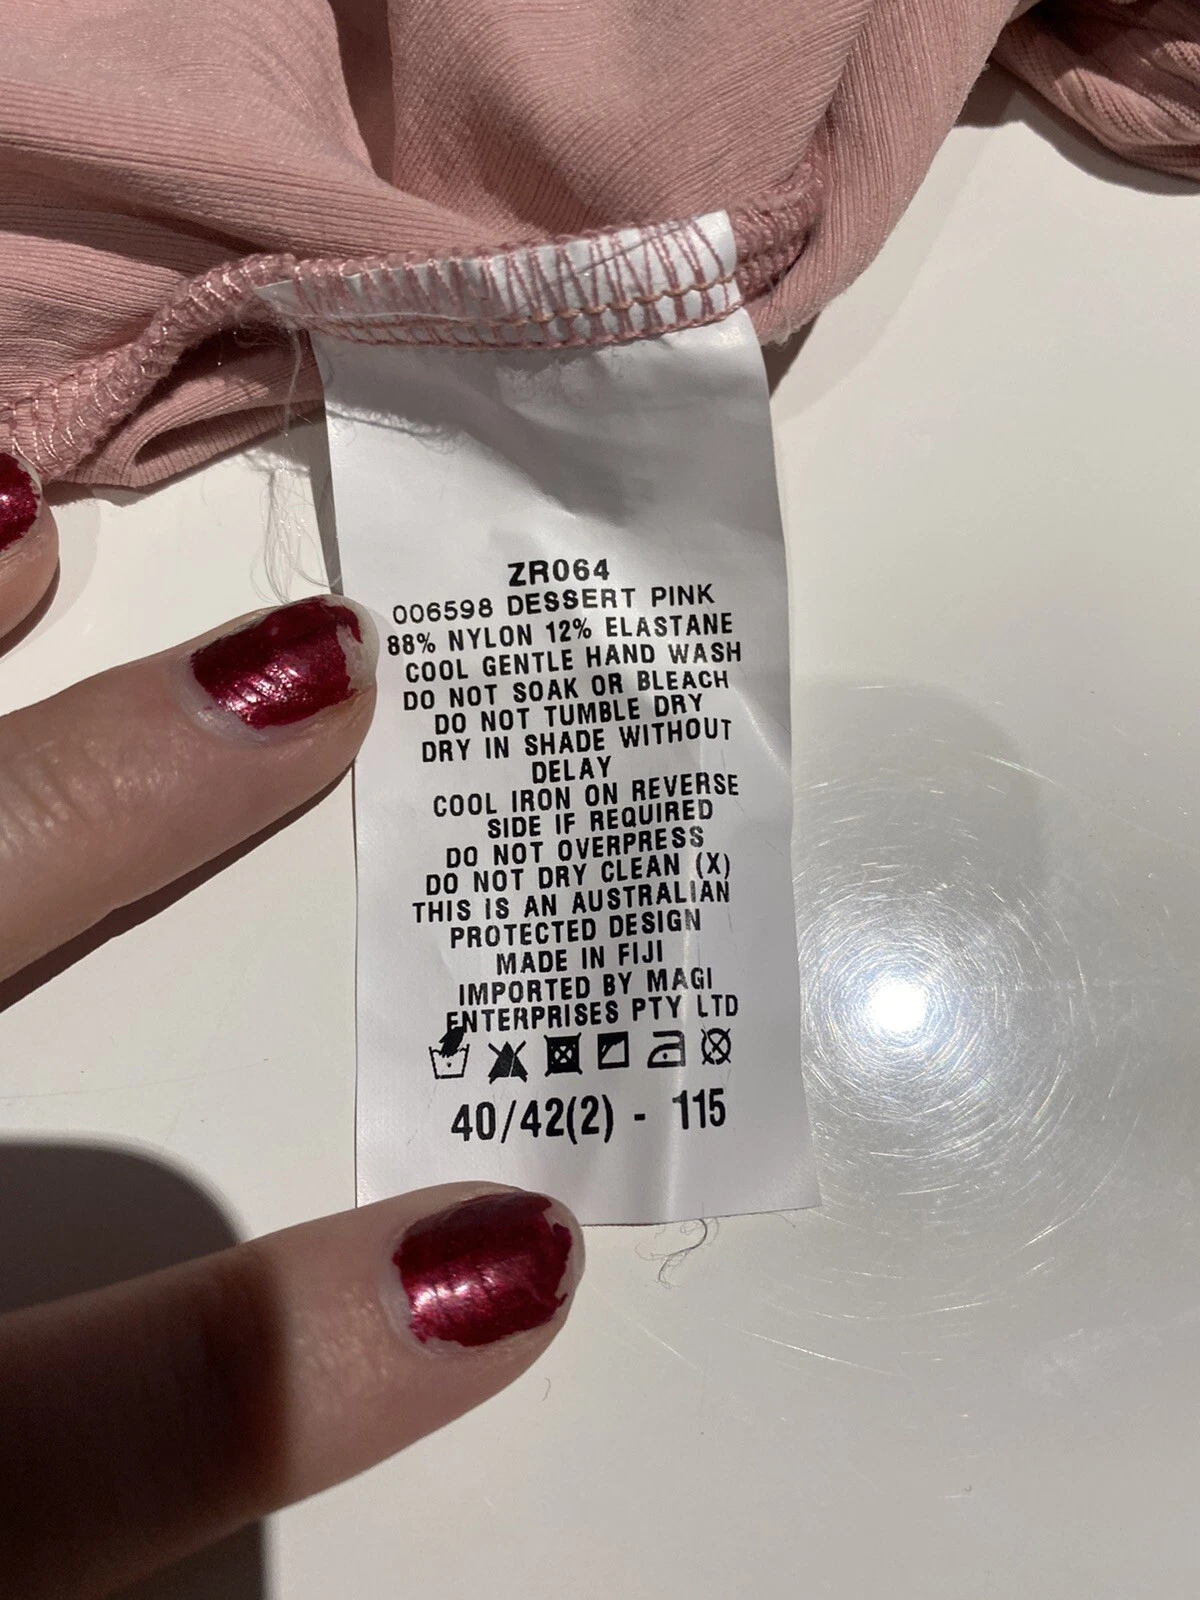 ZR064
006598 DESSERT PINK
88% NYLON 12% ELASTANE
COOL GENTLE HAND WASH
DO NOT SOAK OR BLEACH
DO NOT TUMBLE DRY
DRY IN SHADE WITHOUT
DELAY
COOL IRON ON REVERSE
SIDE IF REQUIRED
DO NOT OVERPRESS
DO NOT DRY CLEAN (X)
THIS IS AN AUSTRALIAN
PROTECTED DESIGN
MADE IN FIJI
IMPORTED BY MAGI
ENTERPRISES PTY LTD
40/42(2) - 115